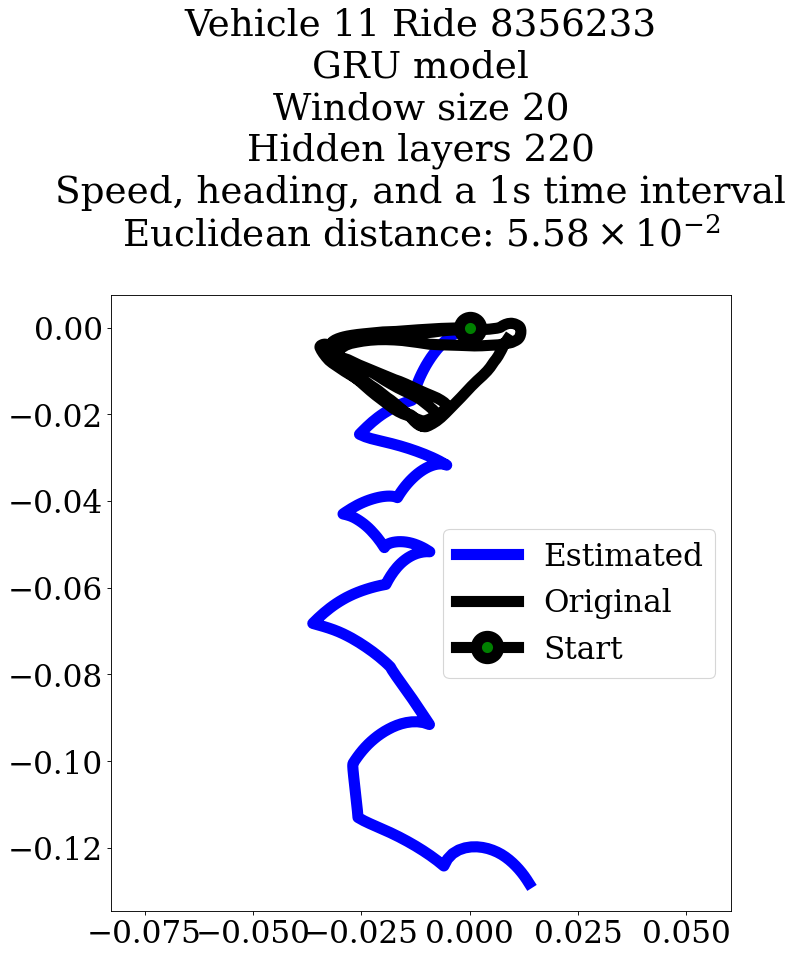 Vehicle 11 Ride 8356233
GRU model
Window size 20
Hidden layers 220
Speed, heading, and a 1s time interval
Euclidean distance: 5.58 × 10⁻²
0.00
−0.02
−0.04
−0.06
−0.08
−0.10
−0.12
Estimated
Original
Start
−0.075 −0.050 −0.025 0.000 0.025 0.050